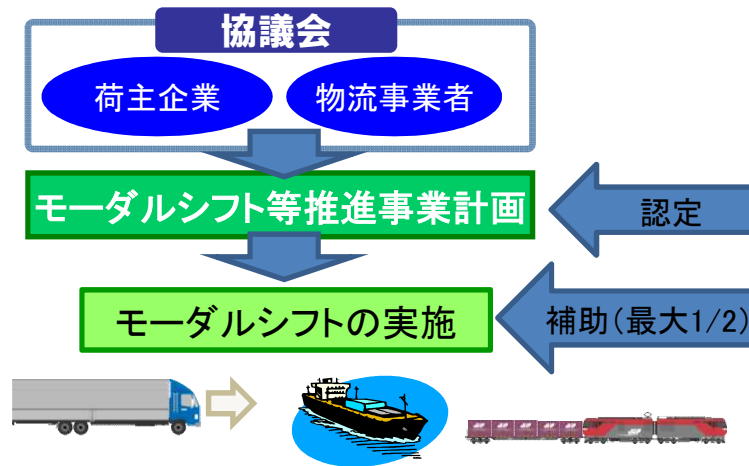 協議会
荷主企業
物流事業者
モーダルシフト等推進事業計画
認定
モーダルシフトの実施
補助(最大1/2)